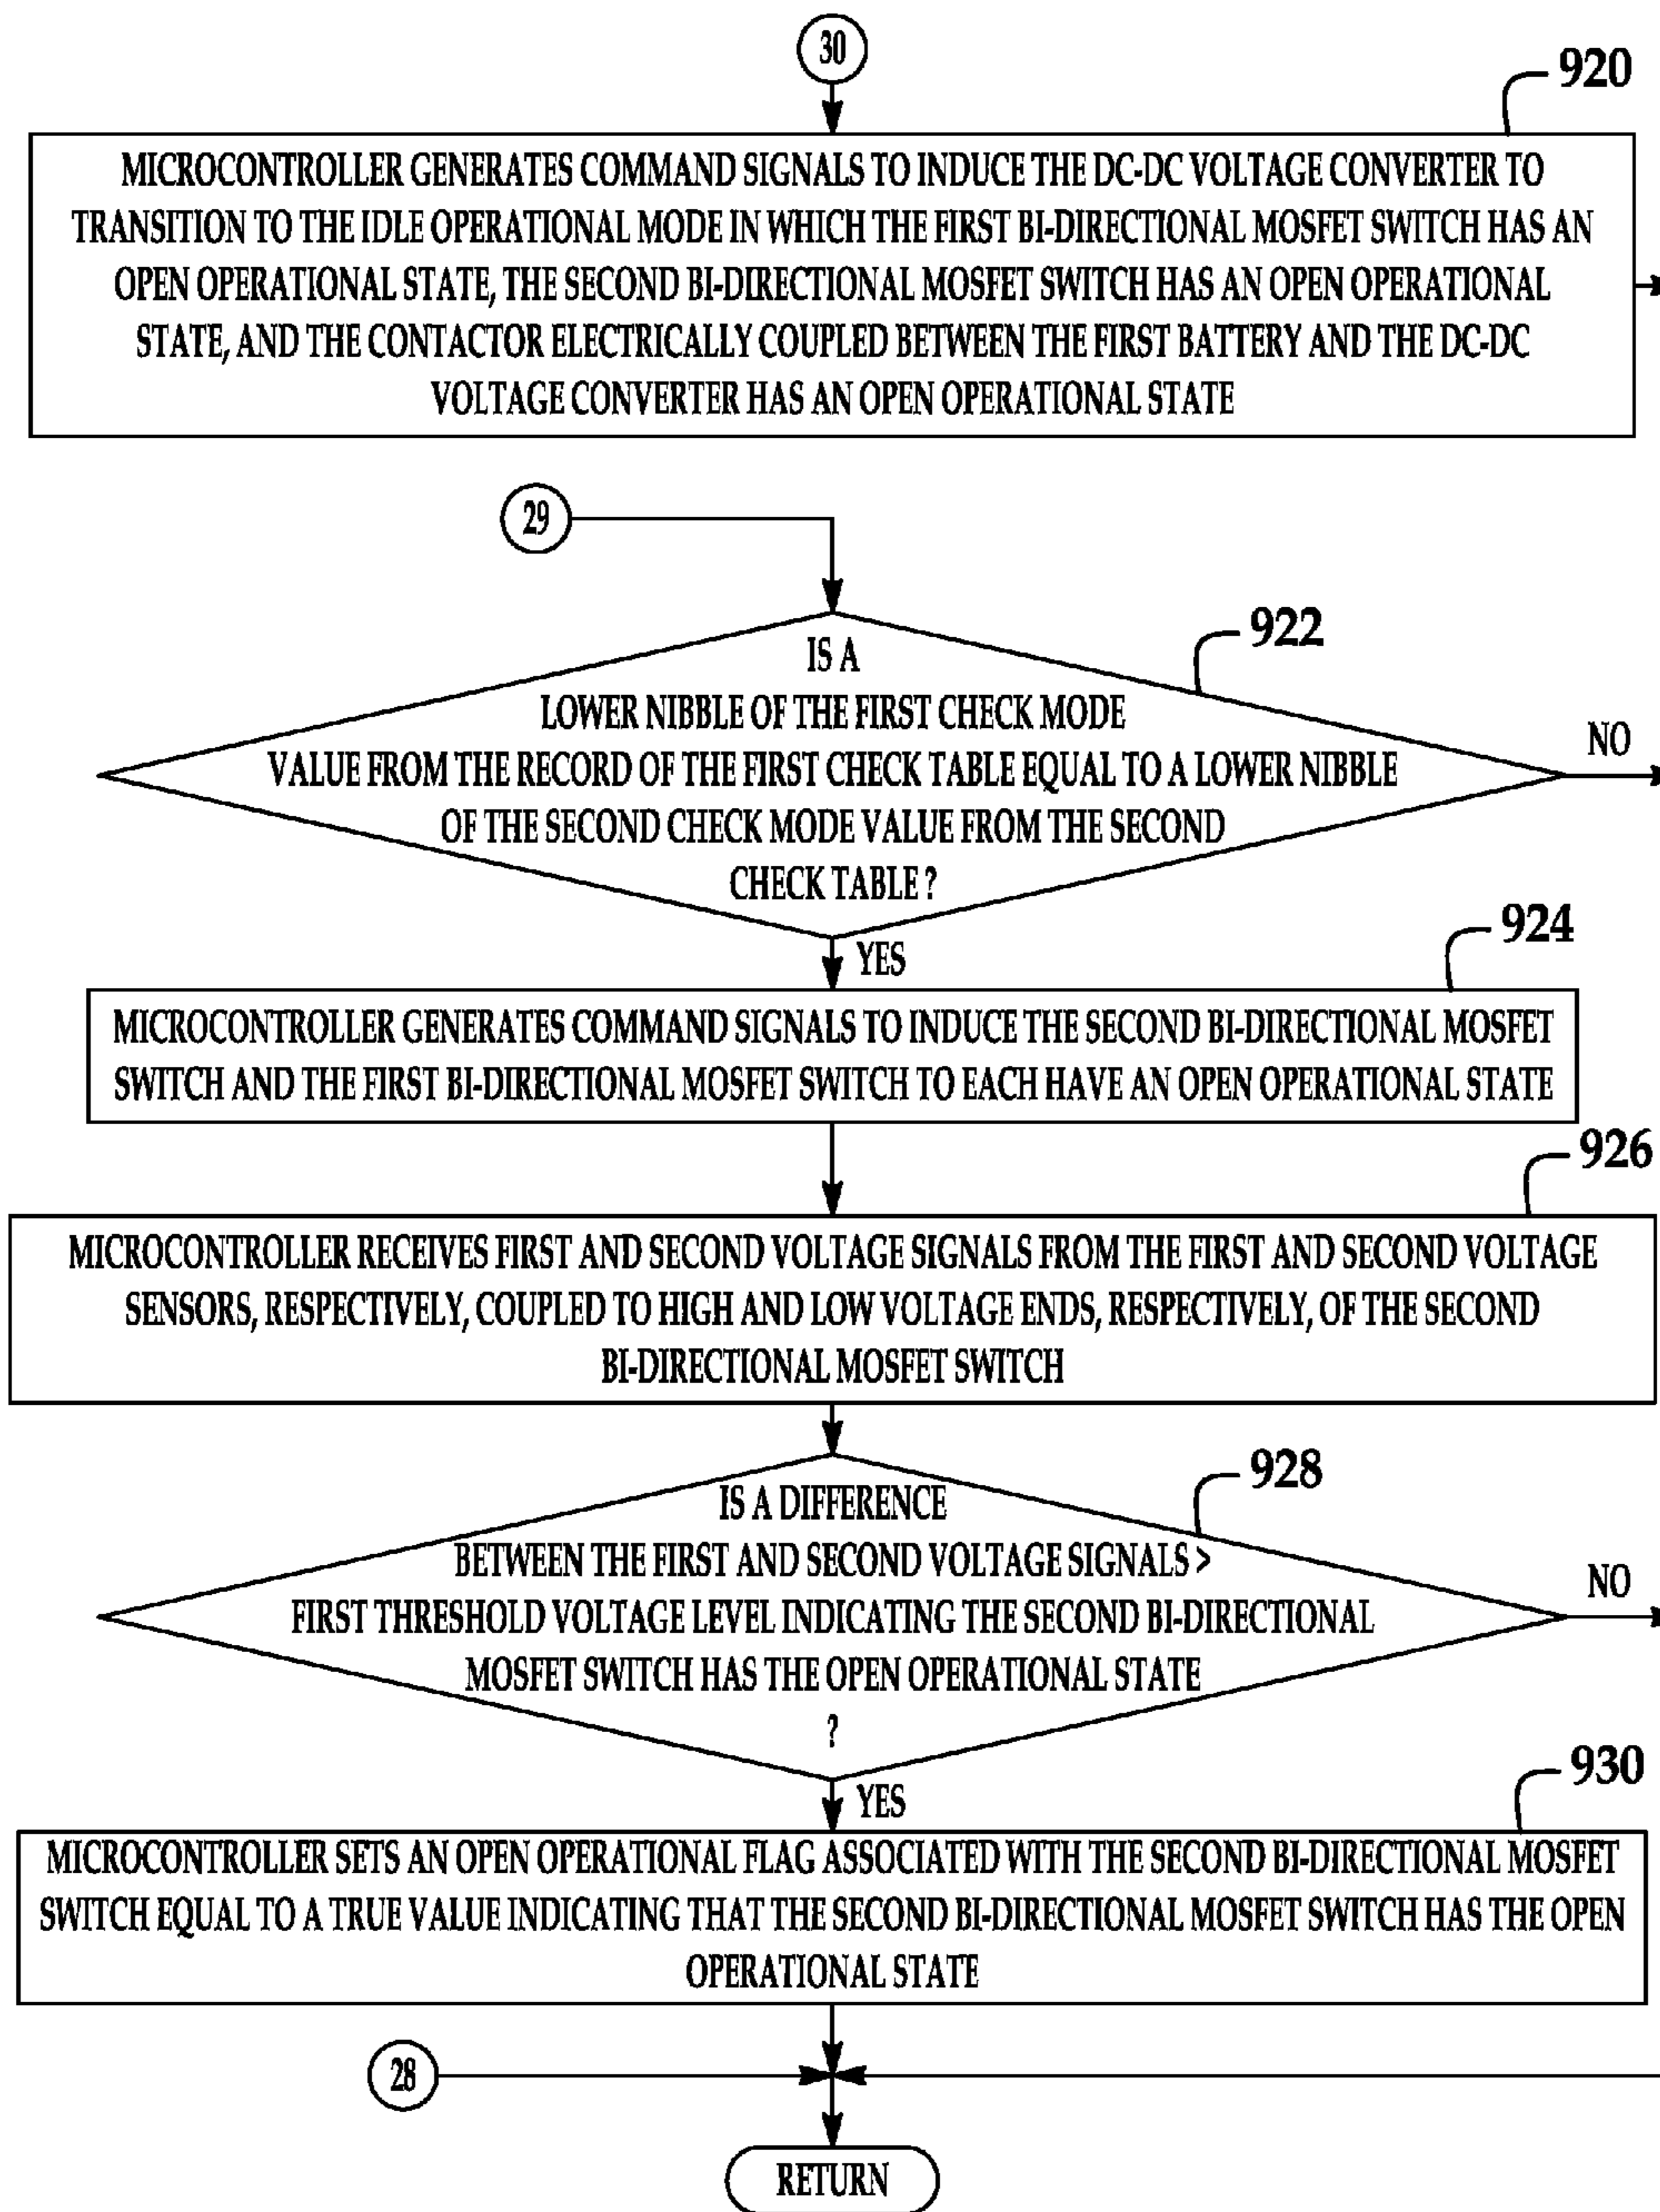 30
920
MICROCONTROLLER GENERATES COMMAND SIGNALS TO INDUCE THE DC-DC VOLTAGE CONVERTER TO
TRANSITION TO THE IDLE OPERATIONAL MODE IN WHICH THE FIRST BI-DIRECTIONAL MOSFET SWITCH HAS AN
OPEN OPERATIONAL STATE, THE SECOND BI-DIRECTIONAL MOSFET SWITCH HAS AN OPEN OPERATIONAL
STATE, AND THE CONTACTOR ELECTRICALLY COUPLED BETWEEN THE FIRST BATTERY AND THE DC-DC
VOLTAGE CONVERTER HAS AN OPEN OPERATIONAL STATE
29
922
IS A
LOWER NIBBLE OF THE FIRST CHECK MODE
VALUE FROM THE RECORD OF THE FIRST CHECK TABLE EQUAL TO A LOWER NIBBLE
OF THE SECOND CHECK MODE VALUE FROM THE SECOND
CHECK TABLE ?
NO
YES
924
MICROCONTROLLER GENERATES COMMAND SIGNALS TO INDUCE THE SECOND BI-DIRECTIONAL MOSFET
SWITCH AND THE FIRST BI-DIRECTIONAL MOSFET SWITCH TO EACH HAVE AN OPEN OPERATIONAL STATE
926
MICROCONTROLLER RECEIVES FIRST AND SECOND VOLTAGE SIGNALS FROM THE FIRST AND SECOND VOLTAGE
SENSORS, RESPECTIVELY, COUPLED TO HIGH AND LOW VOLTAGE ENDS, RESPECTIVELY, OF THE SECOND
BI-DIRECTIONAL MOSFET SWITCH
928
IS A DIFFERENCE
BETWEEN THE FIRST AND SECOND VOLTAGE SIGNALS >
FIRST THRESHOLD VOLTAGE LEVEL INDICATING THE SECOND BI-DIRECTIONAL
MOSFET SWITCH HAS THE OPEN OPERATIONAL STATE
?
NO
YES
930
MICROCONTROLLER SETS AN OPEN OPERATIONAL FLAG ASSOCIATED WITH THE SECOND BI-DIRECTIONAL MOSFET
SWITCH EQUAL TO A TRUE VALUE INDICATING THAT THE SECOND BI-DIRECTIONAL MOSFET SWITCH HAS THE OPEN
OPERATIONAL STATE
28
RETURN